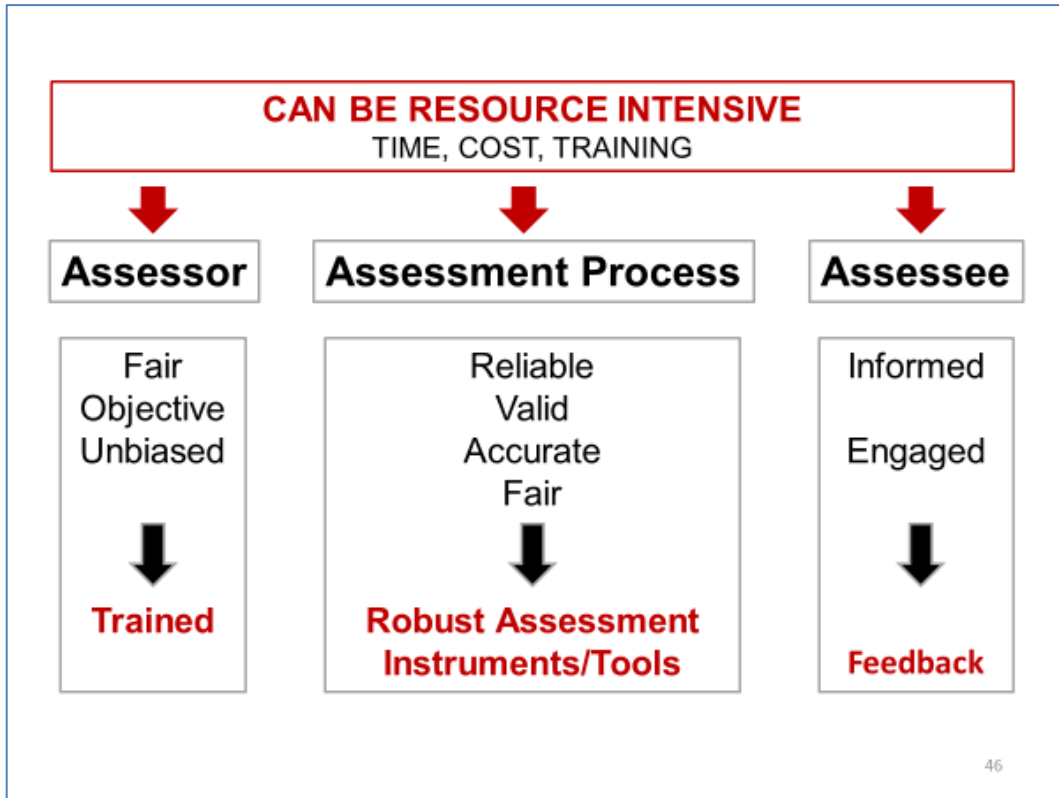 CAN BE RESOURCE INTENSIVE
TIME, COST, TRAINING
Assessor
Assessment Process
Assessee
Fair
Objective
Unbiased
Trained
Reliable
Valid
Accurate
Fair
Robust Assessment
Instruments/Tools
Informed
Engaged
Feedback
46